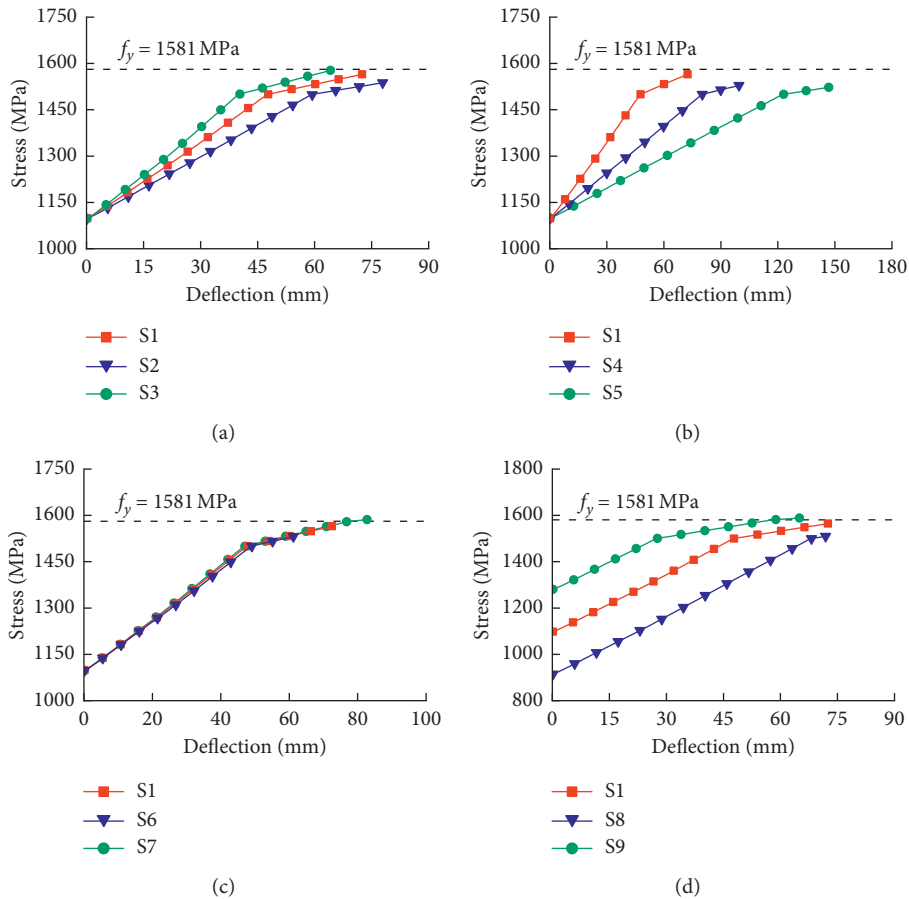 1750
1600
1450
1300
1150
1000
Stress (MPa)
f_y = 1581 MPa
0 15 30 45 60 75 90
Deflection (mm)
S1
S2
S3
(a)
1750
1600
1450
1300
1150
1000
Stress (MPa)
f_y = 1581 MPa
0 30 60 90 120 150 180
Deflection (mm)
S1
S4
S5
(b)
1750
1600
1450
1300
1150
1000
Stress (MPa)
f_y = 1581 MPa
0 20 40 60 80 100
Deflection (mm)
S1
S6
S7
(c)
1800
1600
1400
1200
1000
800
Stress (MPa)
f_y = 1581 MPa
0 15 30 45 60 72 90
Deflection (mm)
S1
S8
S9
(d)